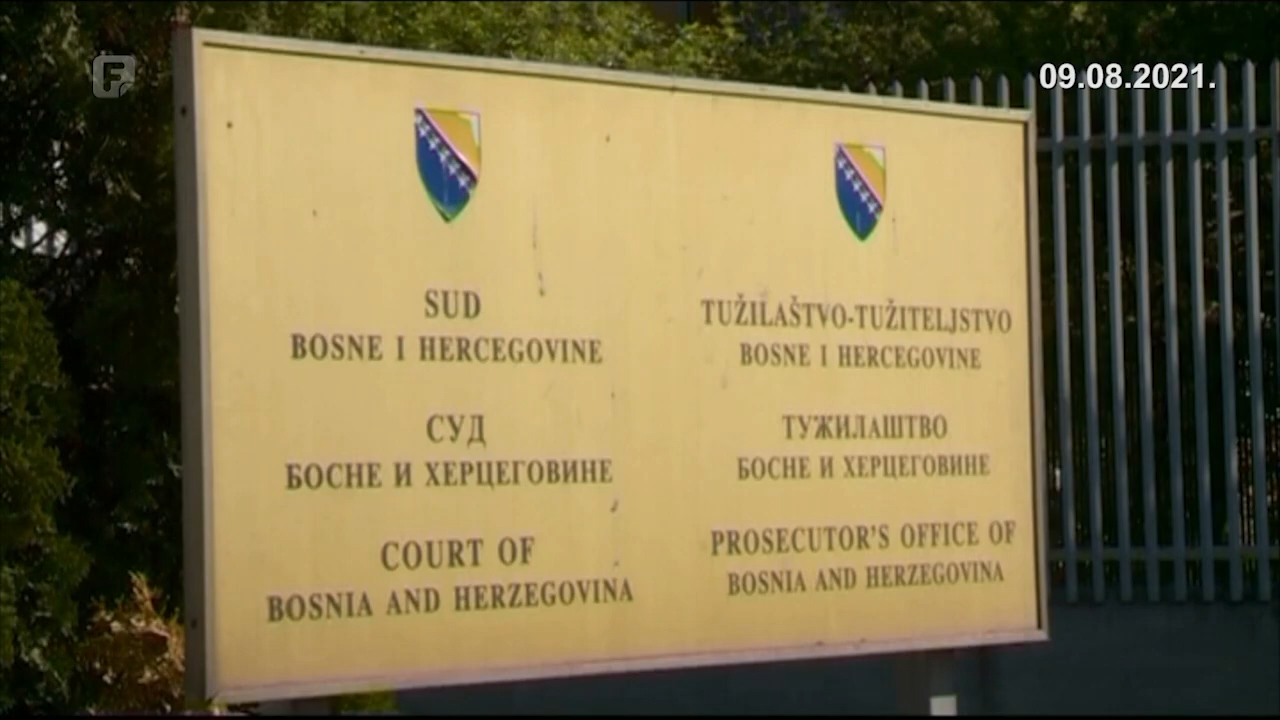 F
09.08.2021.
SUD
BOSNE I HERCEGOVINE
СУД
БОСНЕ И ХЕРЦЕГОВИНЕ
COURT OF
BOSNIA AND HERZEGOVINA
TUŽILAŠTVO-TUŽITELJSTVO
BOSNE I HERCEGOVINE
ТУЖИЛАШТВО
БОСНЕ И ХЕРЦЕГОВИНЕ
PROSECUTOR'S OFFICE OF
BOSNIA AND HERZEGOVINA